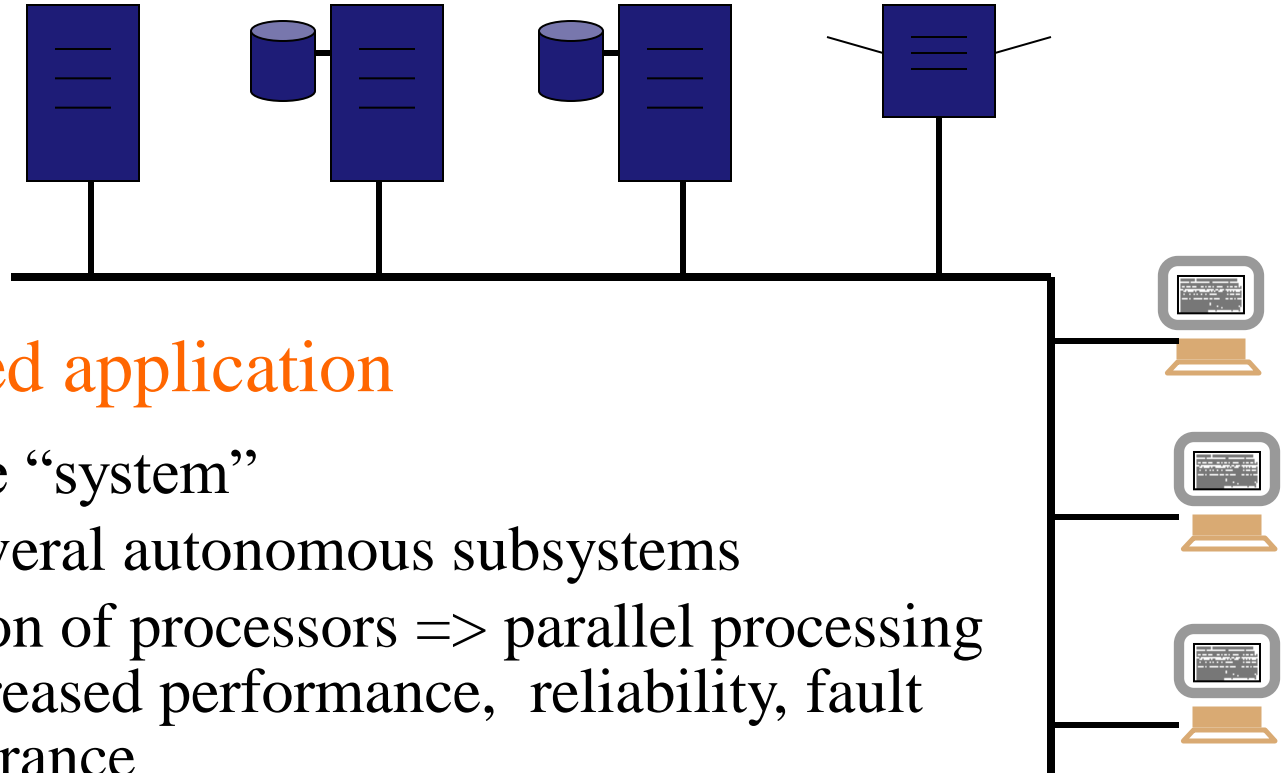 ed application
e “system”
veral autonomous subsystems
on of processors => parallel processing
reased performance,  reliability, fault
rance